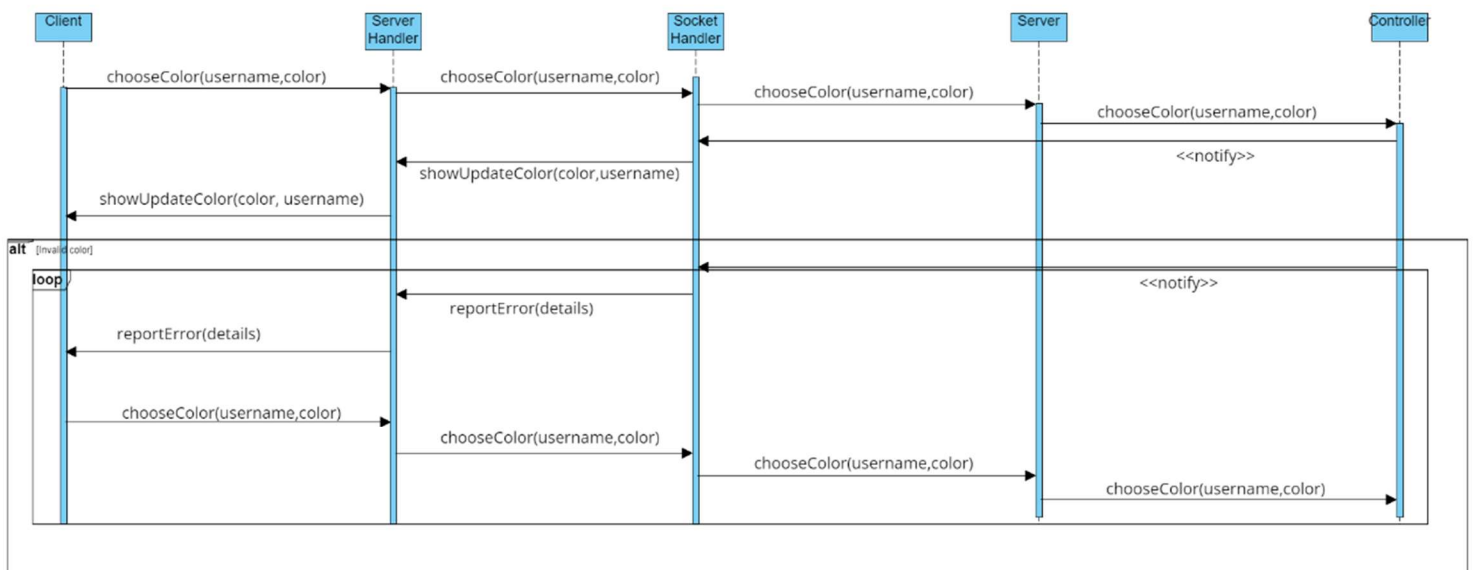 Client
Server
Handler
Socket
Handler
Server
Controller
chooseColor(username,color)
chooseColor(username,color)
chooseColor(username,color)
chooseColor(username,color)
<<notify>>
showUpdateColor(color,username)
showUpdateColor(color, username)
alt [Invalid color]
loop
<<notify>>
reportError(details)
reportError(details)
chooseColor(username,color)
chooseColor(username,color)
chooseColor(username,color)
chooseColor(username,color)